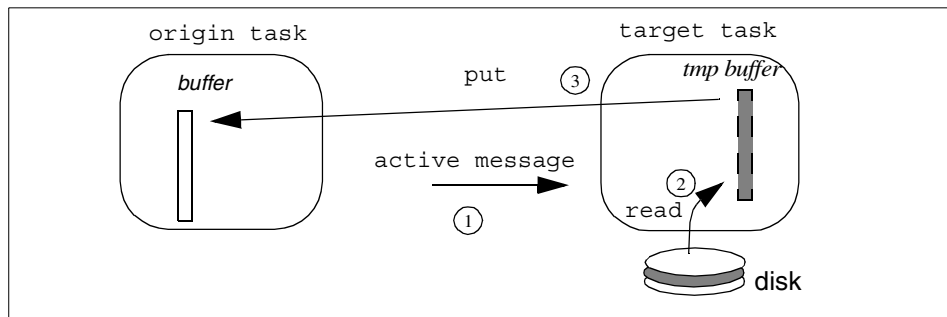 origin task
target task
buffer
tmp buffer
put
3
active message
2
1
read
disk